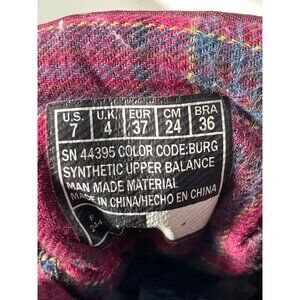 U.S. U.K EUR CM BRA
7 4 37 24 36
SN 44395 COLOR CODE:BURG
SYNTHETIC UPPER BALANCE
MAN MADE MATERIAL
MADE IN CHINA/HECHO EN CHINA
F